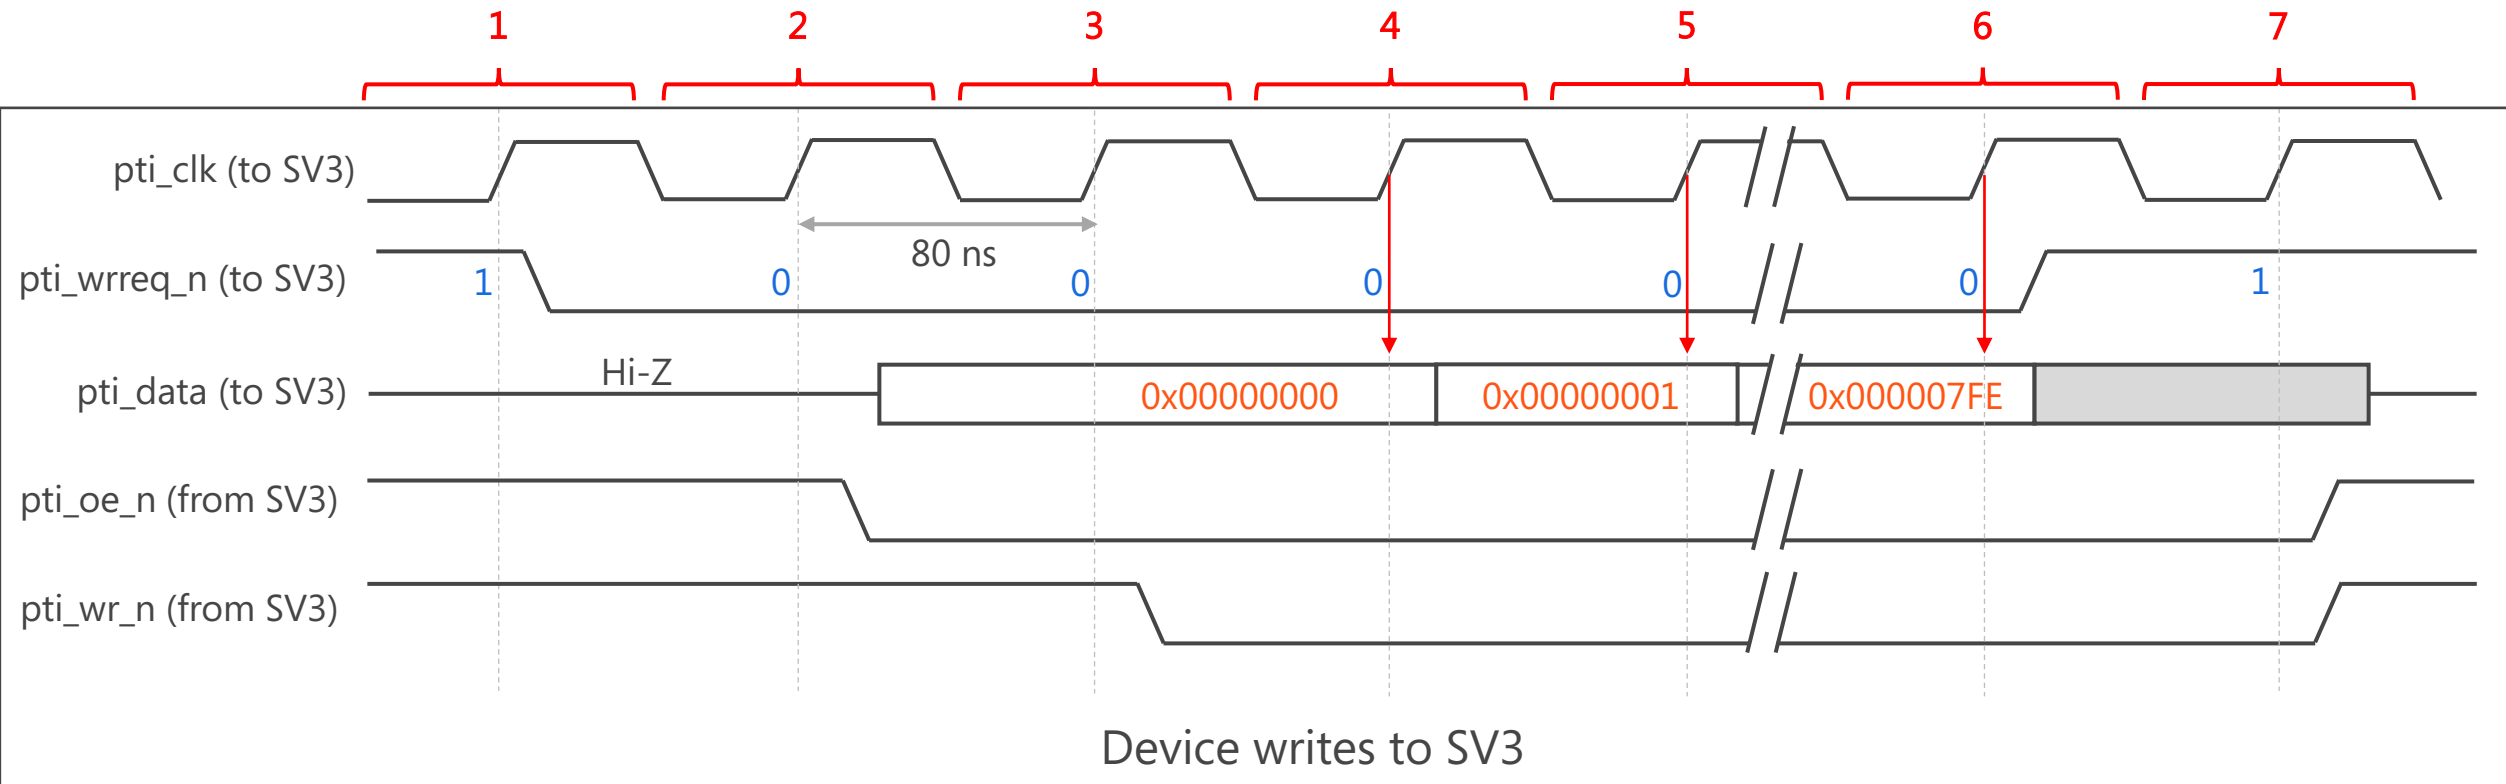 1 2 3 4 5 6 7
pti_clk (to SV3)
80 ns
pti_wrreq_n (to SV3) 1 0 0 0 0 0 1
Hi-Z
pti_data (to SV3) 0x00000000 0x00000001 0x000007FE
pti_oe_n (from SV3)
pti_wr_n (from SV3)
Device writes to SV3